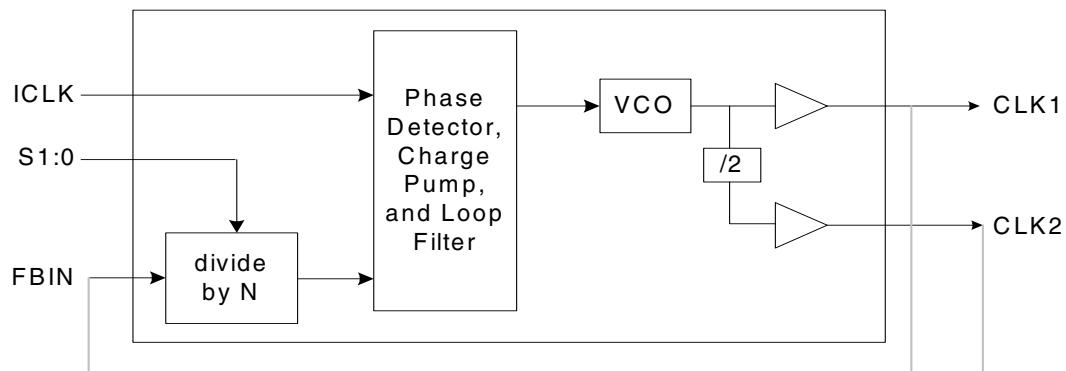 ICLK
S1:0
FBIN
divide
by N
Phase
Detector,
Charge
Pump,
and Loop
Filter
VCO
/2
CLK1
CLK2